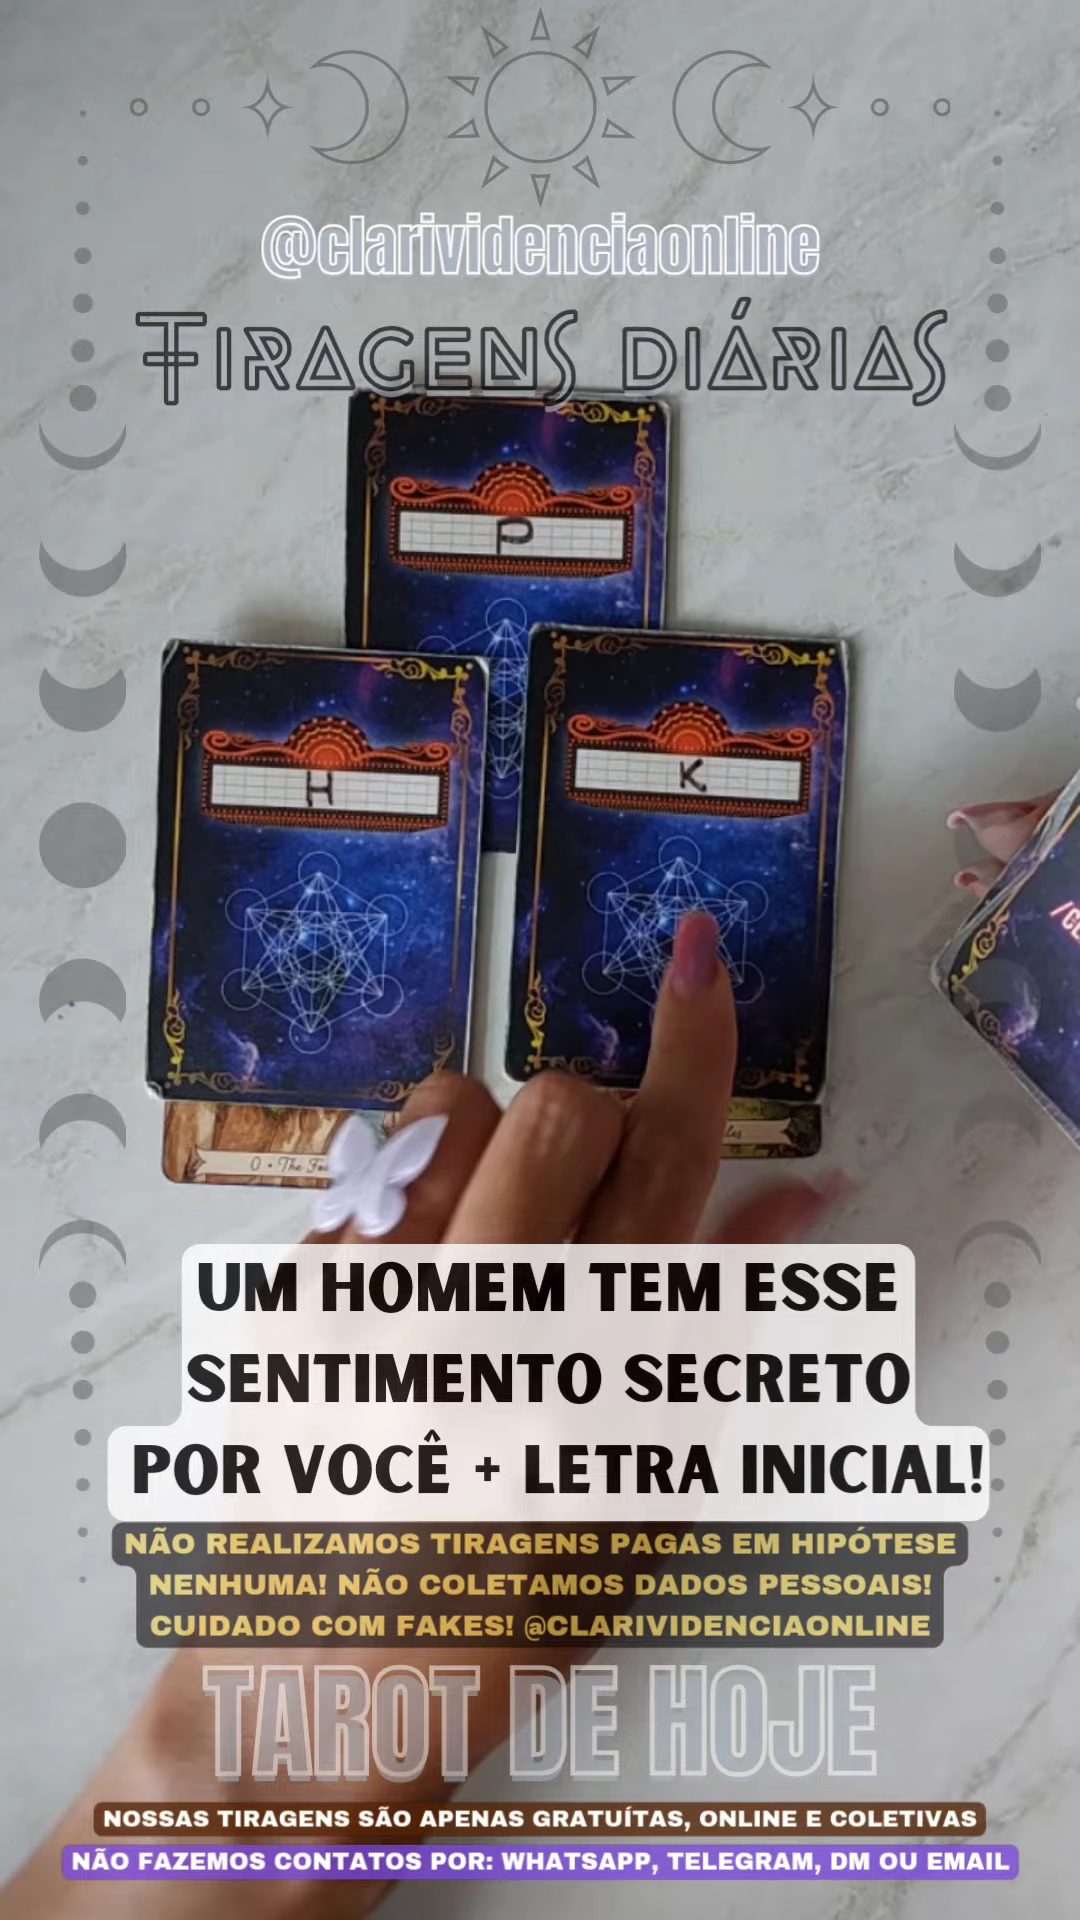 @clarividenciaonline
TIRAGENS DIÁRIAS
P
H
K
0 • The
UM HOMEM TEM ESSE
SENTIMENTO SECRETO
POR VOCÊ + LETRA INICIAL!
NÃO REALIZAMOS TIRAGENS PAGAS EM HIPÓTESE
NENHUMA! NÃO COLETAMOS DADOS PESSOAIS!
CUIDADO COM FAKES! @CLARIVIDENCIAONLINE
TAROT DE HOJE
NOSSAS TIRAGENS SÃO APENAS GRATUÍTAS, ONLINE E COLETIVAS
NÃO FAZEMOS CONTATOS POR: WHATSAPP, TELEGRAM, DM OU EMAIL